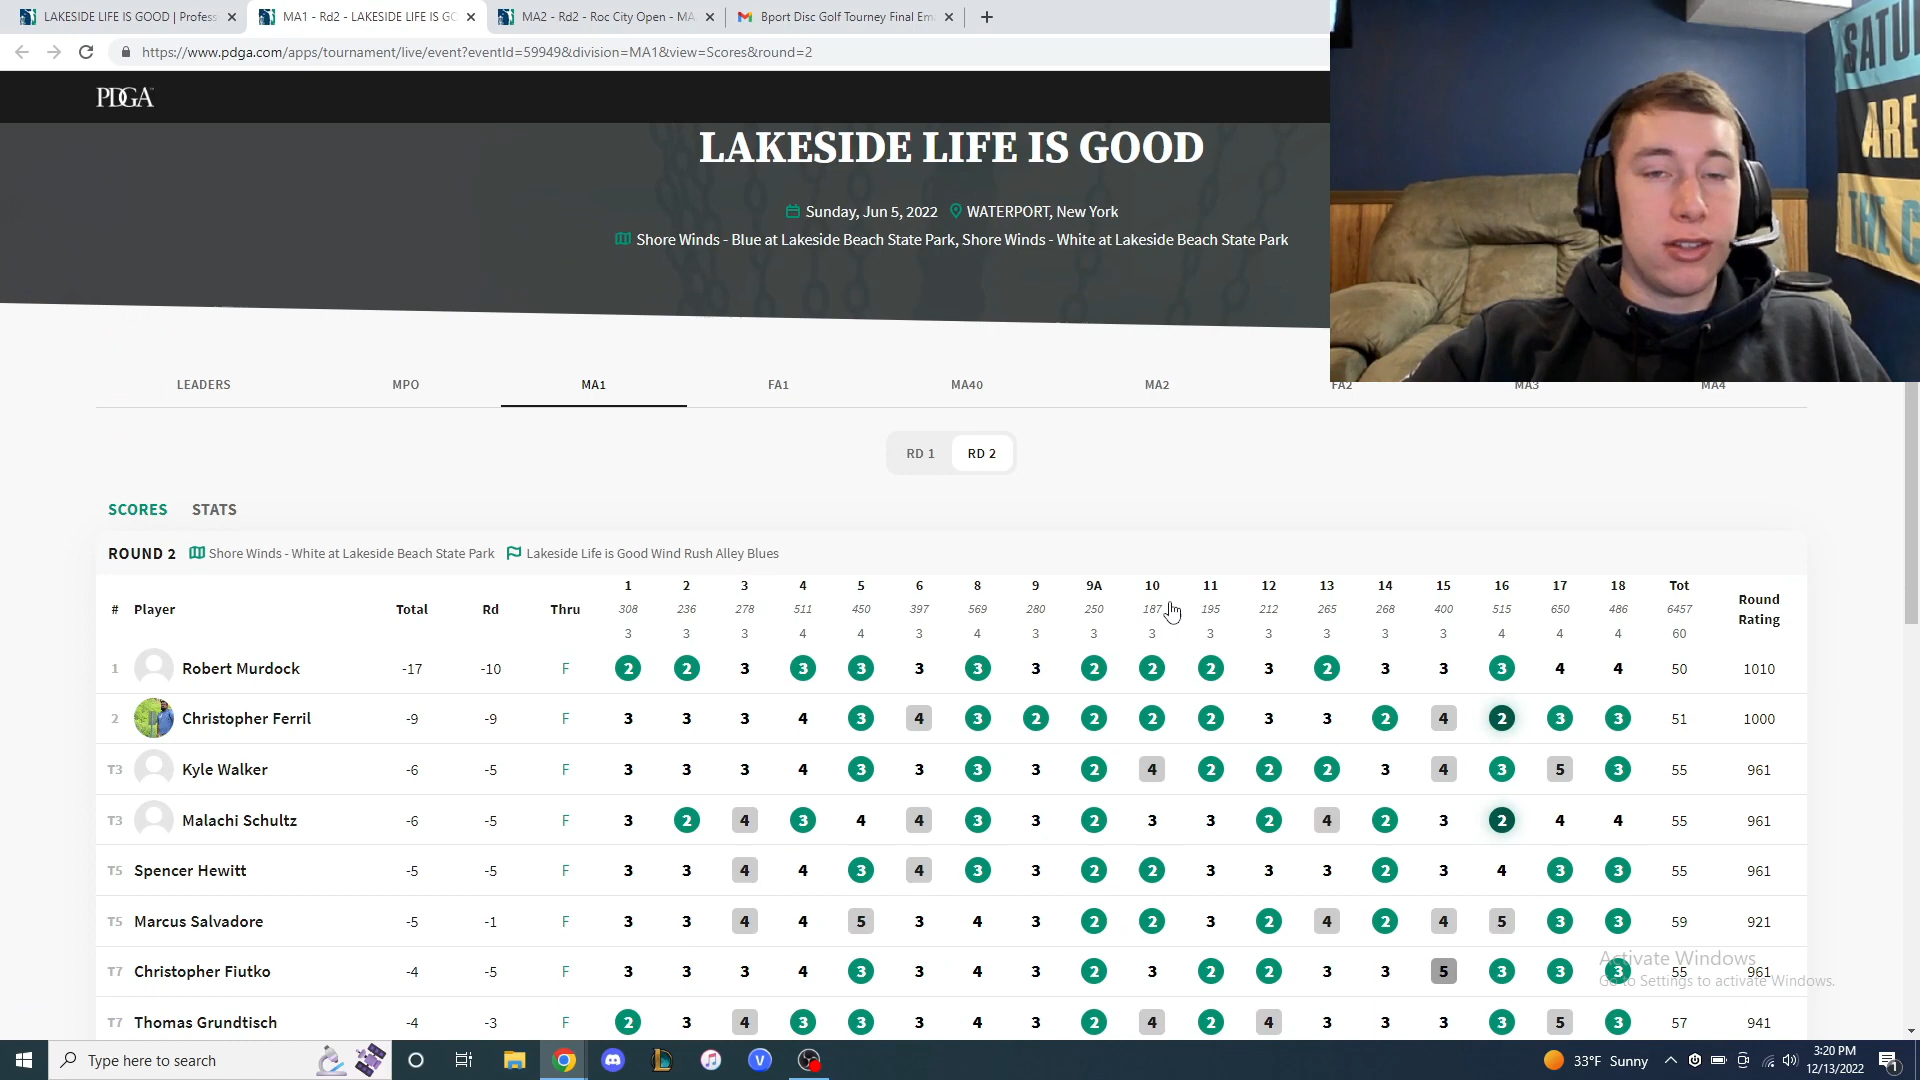 LAKESIDE LIFE IS GOOD | Profess
MA1 - Rd2 - LAKESIDE LIFE IS GO
MA2 - Rd2 - Roc City Open - MA
Bport Disc Golf Tourney Final Em
https://www.pdga.com/apps/tournament/live/event?eventId=59949&division=MA1&view=Scores&round=2
PDGA
LAKESIDE LIFE IS GOOD
Sunday, Jun 5, 2022 WATERPORT, New York
Shore Winds - Blue at Lakeside Beach State Park, Shore Winds - White at Lakeside Beach State Park
SATU
ARE
THE C
LEADERS MPO MA1 FA1 MA40 MA2 FA2 MA3 MA4
RD 1 RD 2
SCORES STATS
ROUND 2 Shore Winds - White at Lakeside Beach State Park Lakeside Life is Good Wind Rush Alley Blues
# Player Total Rd Thru 1 2 3 4 5 6 8 9 9A 10 11 12 13 14 15 16 17 18 Tot Round Rating
308 236 278 511 450 397 569 280 250 187 195 212 265 268 400 515 650 486 6457
3 3 3 4 4 3 4 3 3 3 3 3 3 3 3 4 4 4 60
1 Robert Murdock -17 -10 F 2 2 3 3 3 3 3 3 2 2 2 3 2 3 3 3 4 4 50 1010
2 Christopher Ferril -9 -9 F 3 3 3 4 3 4 3 2 2 2 2 3 3 2 4 2 3 3 51 1000
T3 Kyle Walker -6 -5 F 3 3 3 4 3 3 3 3 2 4 2 2 2 3 4 3 5 3 55 961
T3 Malachi Schultz -6 -5 F 3 2 4 3 4 4 3 3 2 3 3 2 4 2 3 2 4 4 55 961
T5 Spencer Hewitt -5 -5 F 3 3 4 4 3 4 3 3 2 2 3 3 3 2 3 4 3 3 55 961
T5 Marcus Salvadore -5 -1 F 3 3 4 4 5 3 4 3 2 2 3 2 4 2 4 5 3 3 59 921
T7 Christopher Fiutko -4 -5 F 3 3 3 4 3 3 4 3 2 3 2 2 3 3 5 3 3 3 55 961
T7 Thomas Grundtisch -4 -3 F 2 3 4 3 3 3 4 3 2 4 2 4 3 3 3 3 5 3 57 941
Activate Windows
Go to Settings to activate Windows.
Type here to search
33°F Sunny
3:20 PM
12/13/2022
1